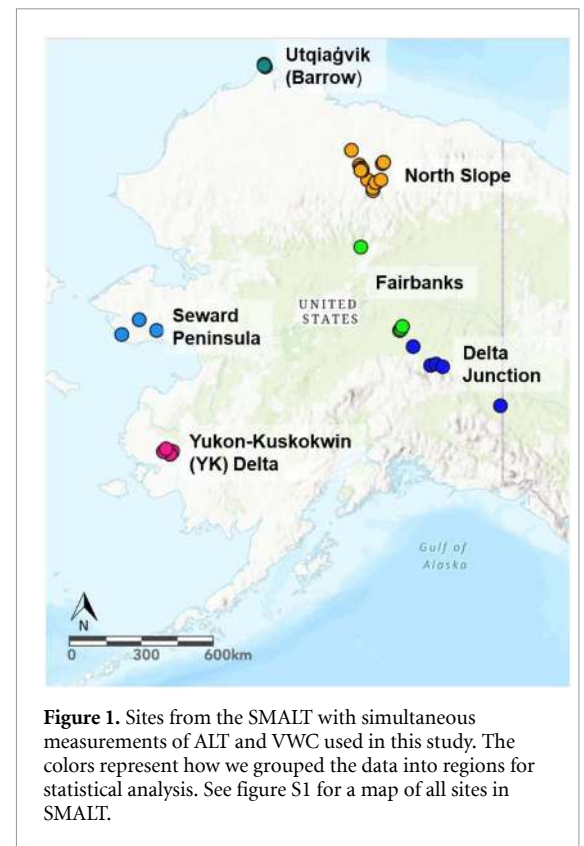 Utqiaġvik
(Barrow)
North Slope
Fairbanks
UNITED
STATES
Seward
Peninsula
Delta
Junction
Yukon-Kuskokwin
(YK) Delta
Gulf of
Alaska
N
0 300 600km
Figure 1. Sites from the SMALT with simultaneous
measurements of ALT and VWC used in this study. The
colors represent how we grouped the data into regions for
statistical analysis. See figure S1 for a map of all sites in
SMALT.